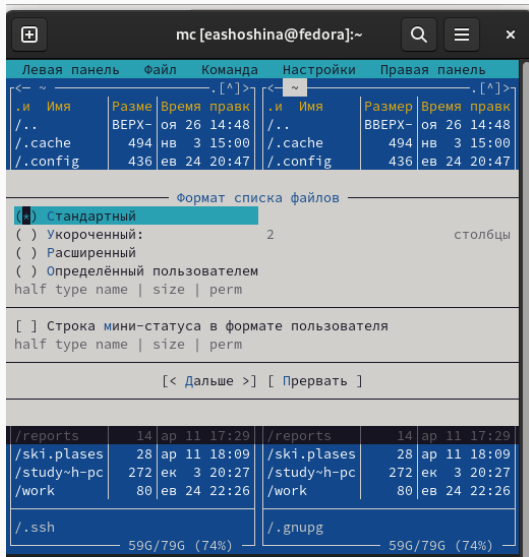 mc [eashoshina@fedora]:~
Левая панель Файл Команда Настройки Правая панель
<— ~ .[^]> <— ~ .[^]>
.и Имя Разме Время правк .и Имя Размер Время правк
/.. ВЕРХ- оя 26 14:48 /.. ВВЕРХ- оя 26 14:48
/.cache 494 нв 3 15:00 /.cache 494 нв 3 15:00
/.config 436 ев 24 20:47 /.config 436 ев 24 20:47
Формат списка файлов
(*) Стандартный
( ) Укороченный: 2 столбцы
( ) Расширенный
( ) Определённый пользователем
half type name | size | perm
[ ] Строка мини-статуса в формате пользователя
half type name | size | perm
[< Дальше >] [ Прервать ]
/reports 14 ар 11 17:29 /reports 14 ар 11 17:29
/ski.plases 28 ар 11 18:09 /ski.plases 28 ар 11 18:09
/study~h-pc 272 ек 3 20:27 /study~h-pc 272 ек 3 20:27
/work 80 ев 24 22:26 /work 80 ев 24 22:26
/.ssh /.gnupg
59G/79G (74%) 59G/79G (74%)